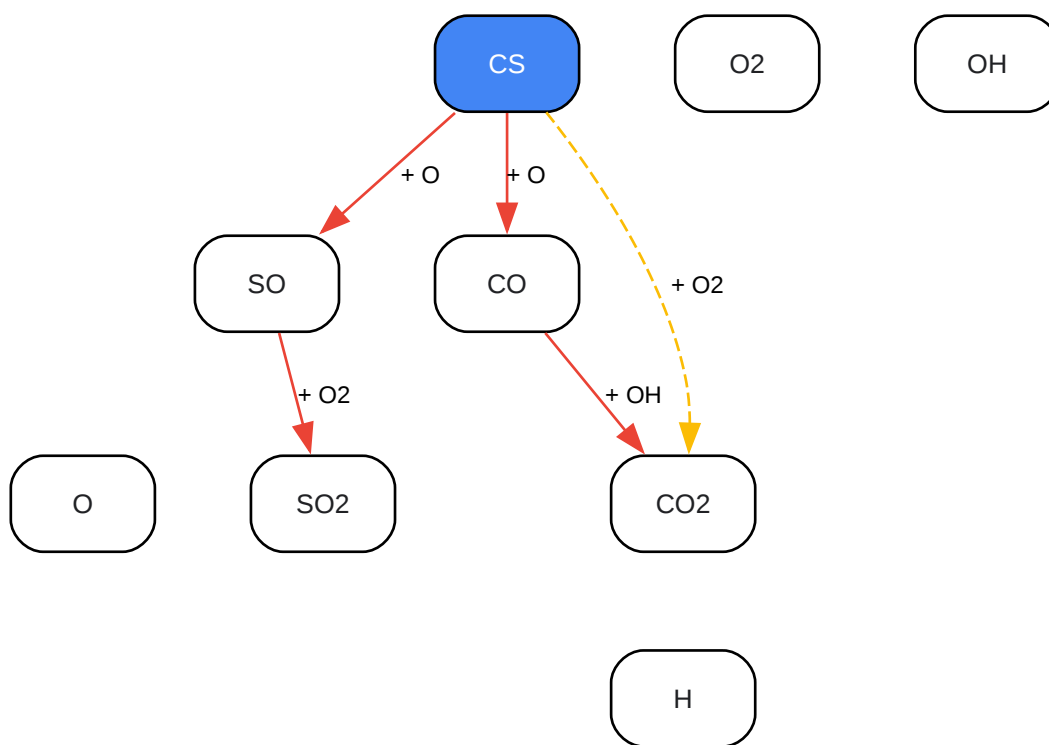 CS
O2
OH
+ O
+ O
SO
CO
+ O2
+ O2
+ OH
O
SO2
CO2
H